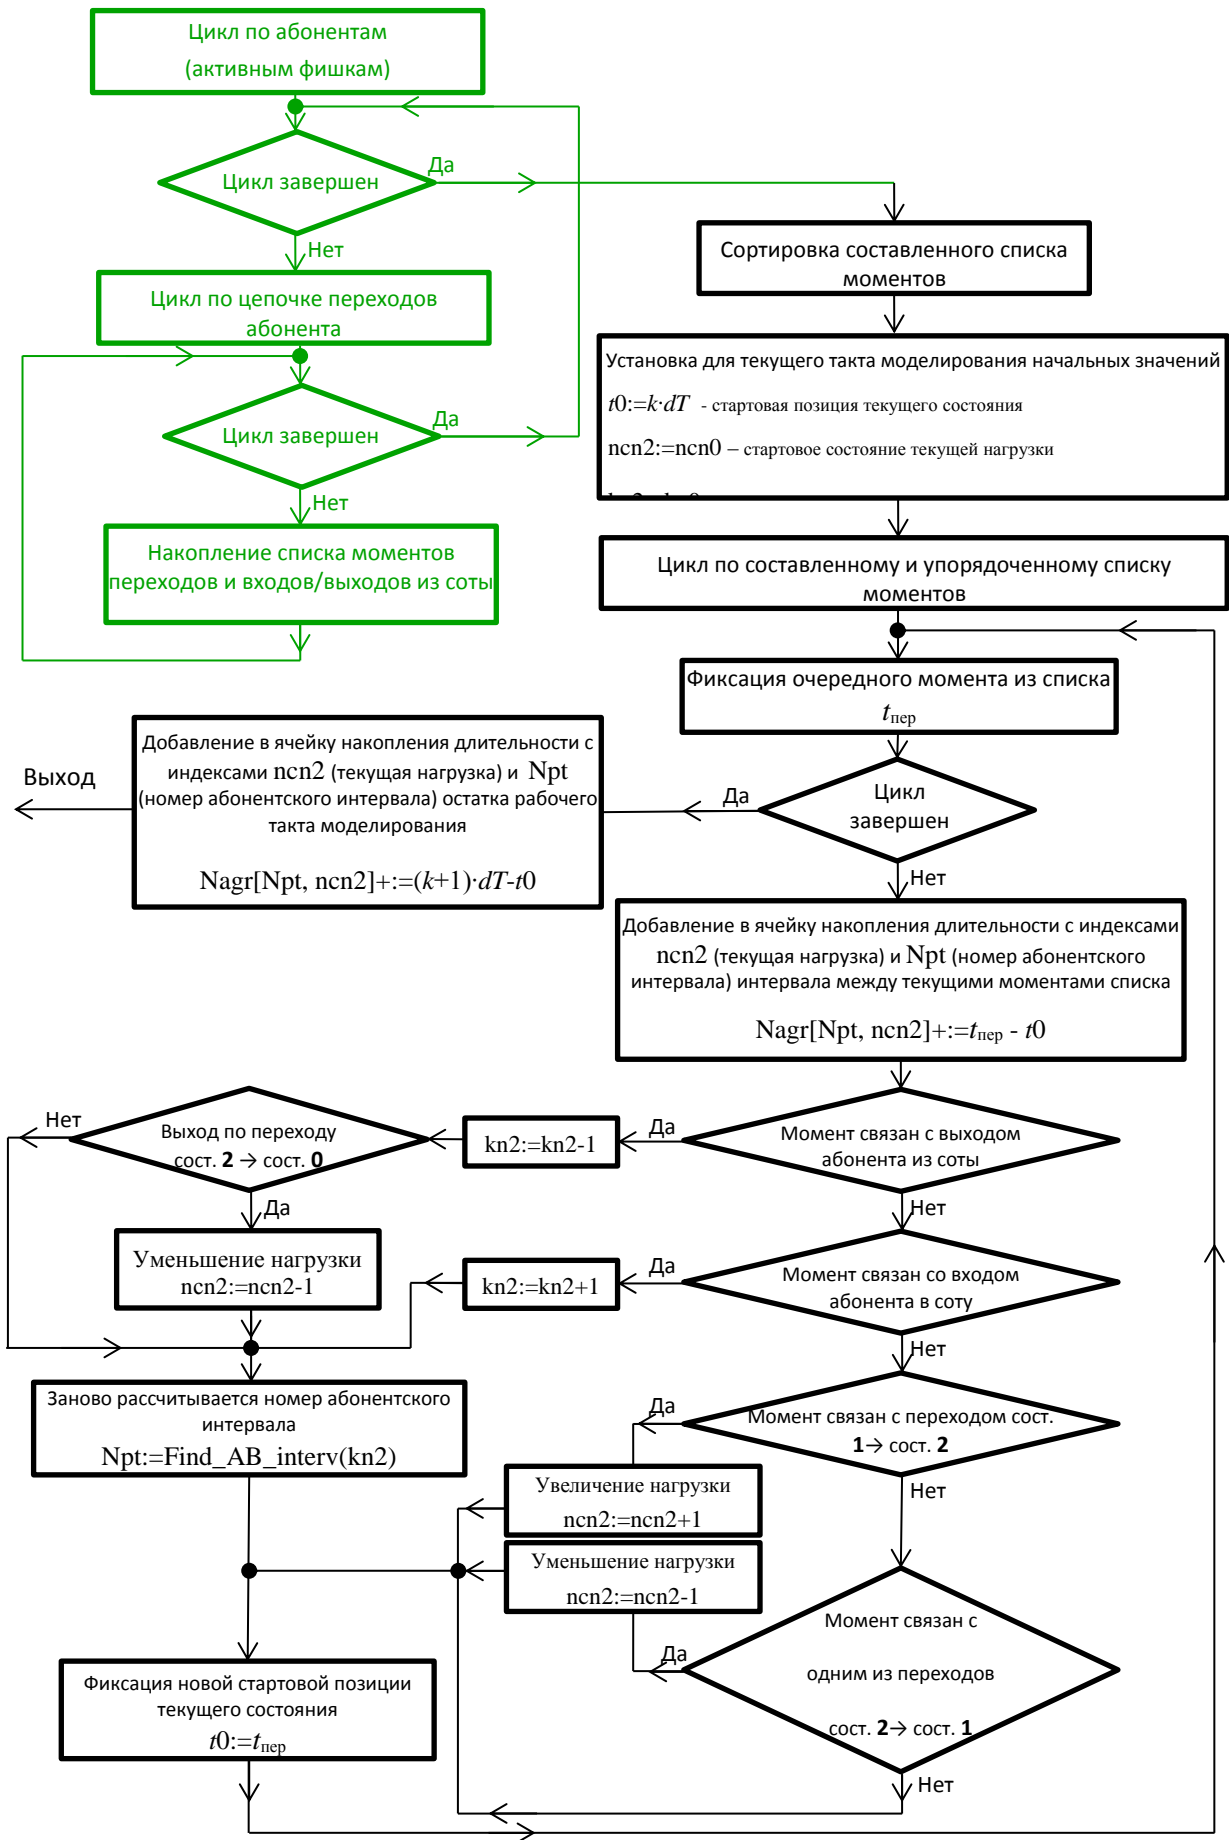 Цикл по абонентам
(активным фишкам)
Цикл завершен
Да
Нет
Цикл по цепочке переходов
абонента
Цикл завершен
Да
Нет
Накопление списка моментов
переходов и входов/выходов из соты
Сортировка составленного списка
моментов
Установка для текущего такта моделирования начальных значений
t0:=k·dT - стартовая позиция текущего состояния
ncn2:=ncn0 – стартовое состояние текущей нагрузки
Цикл по составленному и упорядоченному списку
моментов
Фиксация очередного момента из списка
tпер
Цикл
завершен
Да
Нет
Добавление в ячейку накопления длительности с
индексами ncn2 (текущая нагрузка) и Npt
(номер абонентского интервала) остатка рабочего
такта моделирования
Nagr[Npt, ncn2]+:=(k+1)·dT-t0
Выход
Добавление в ячейку накопления длительности с индексами
ncn2 (текущая нагрузка) и Npt (номер абонентского
интервала) интервала между текущими моментами списка
Nagr[Npt, ncn2]+:=tпер - t0
Момент связан с выходом
абонента из соты
Да
Нет
kn2:=kn2-1
Выход по переходу
сост. 2 → сост. 0
Нет
Да
Уменьшение нагрузки
ncn2:=ncn2-1
Момент связан со входом
абонента в соту
Да
Нет
kn2:=kn2+1
Заново рассчитывается номер абонентского
интервала
Npt:=Find_AB_interv(kn2)
Момент связан с переходом сост.
1→ сост. 2
Да
Нет
Увеличение нагрузки
ncn2:=ncn2+1
Уменьшение нагрузки
ncn2:=ncn2-1
Момент связан с
одним из переходов
сост. 2→ сост. 1
Да
Нет
Фиксация новой стартовой позиции
текущего состояния
t0:=tпер